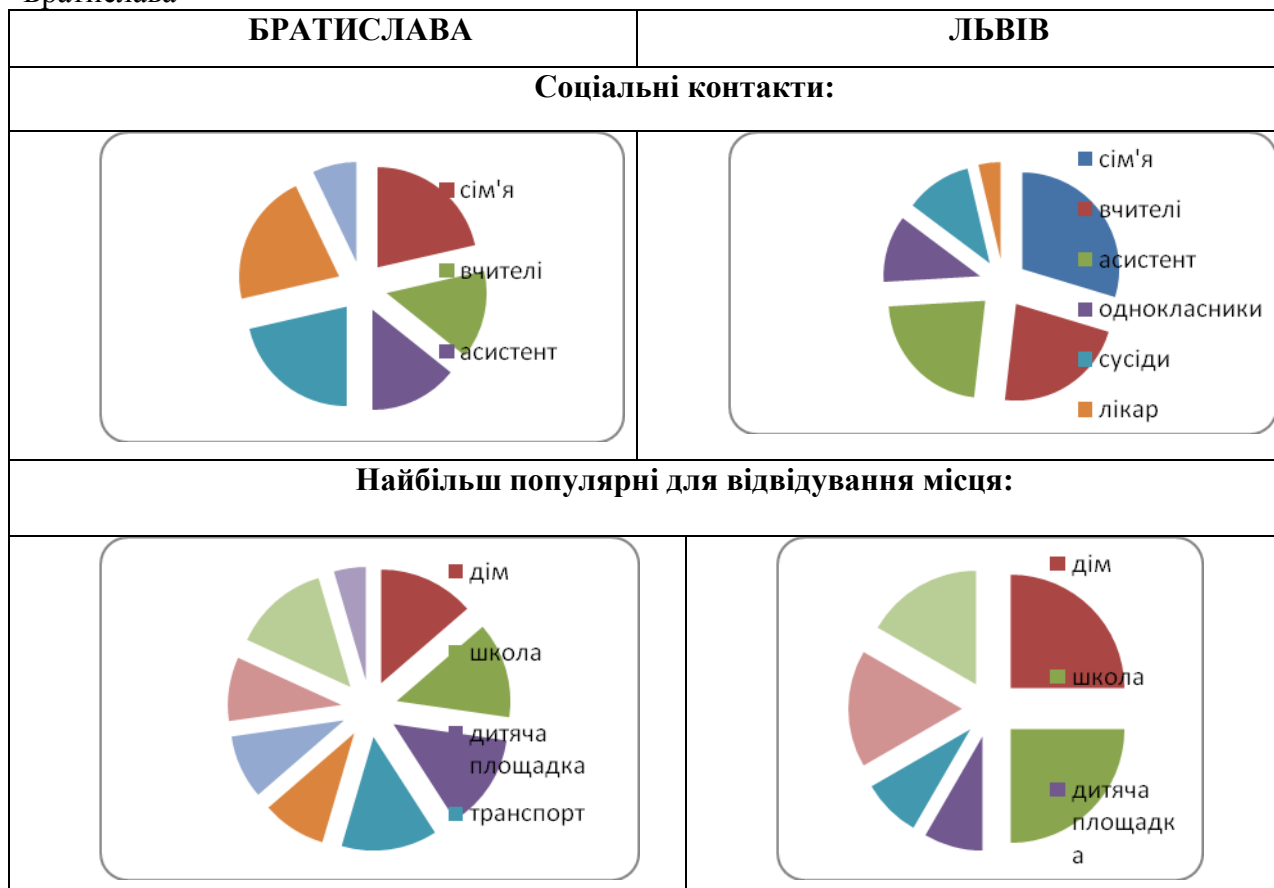 Братислава
БРАТИСЛАВА
ЛЬВІВ
Соціальні контакти:
сім'я
вчителі
асистент
сім'я
вчителі
асистент
однокласники
сусіди
лікар
Найбільш популярні для відвідування місця:
дім
школа
дитяча
площадка
транспорт
дім
школа
дитяча
площадк
а